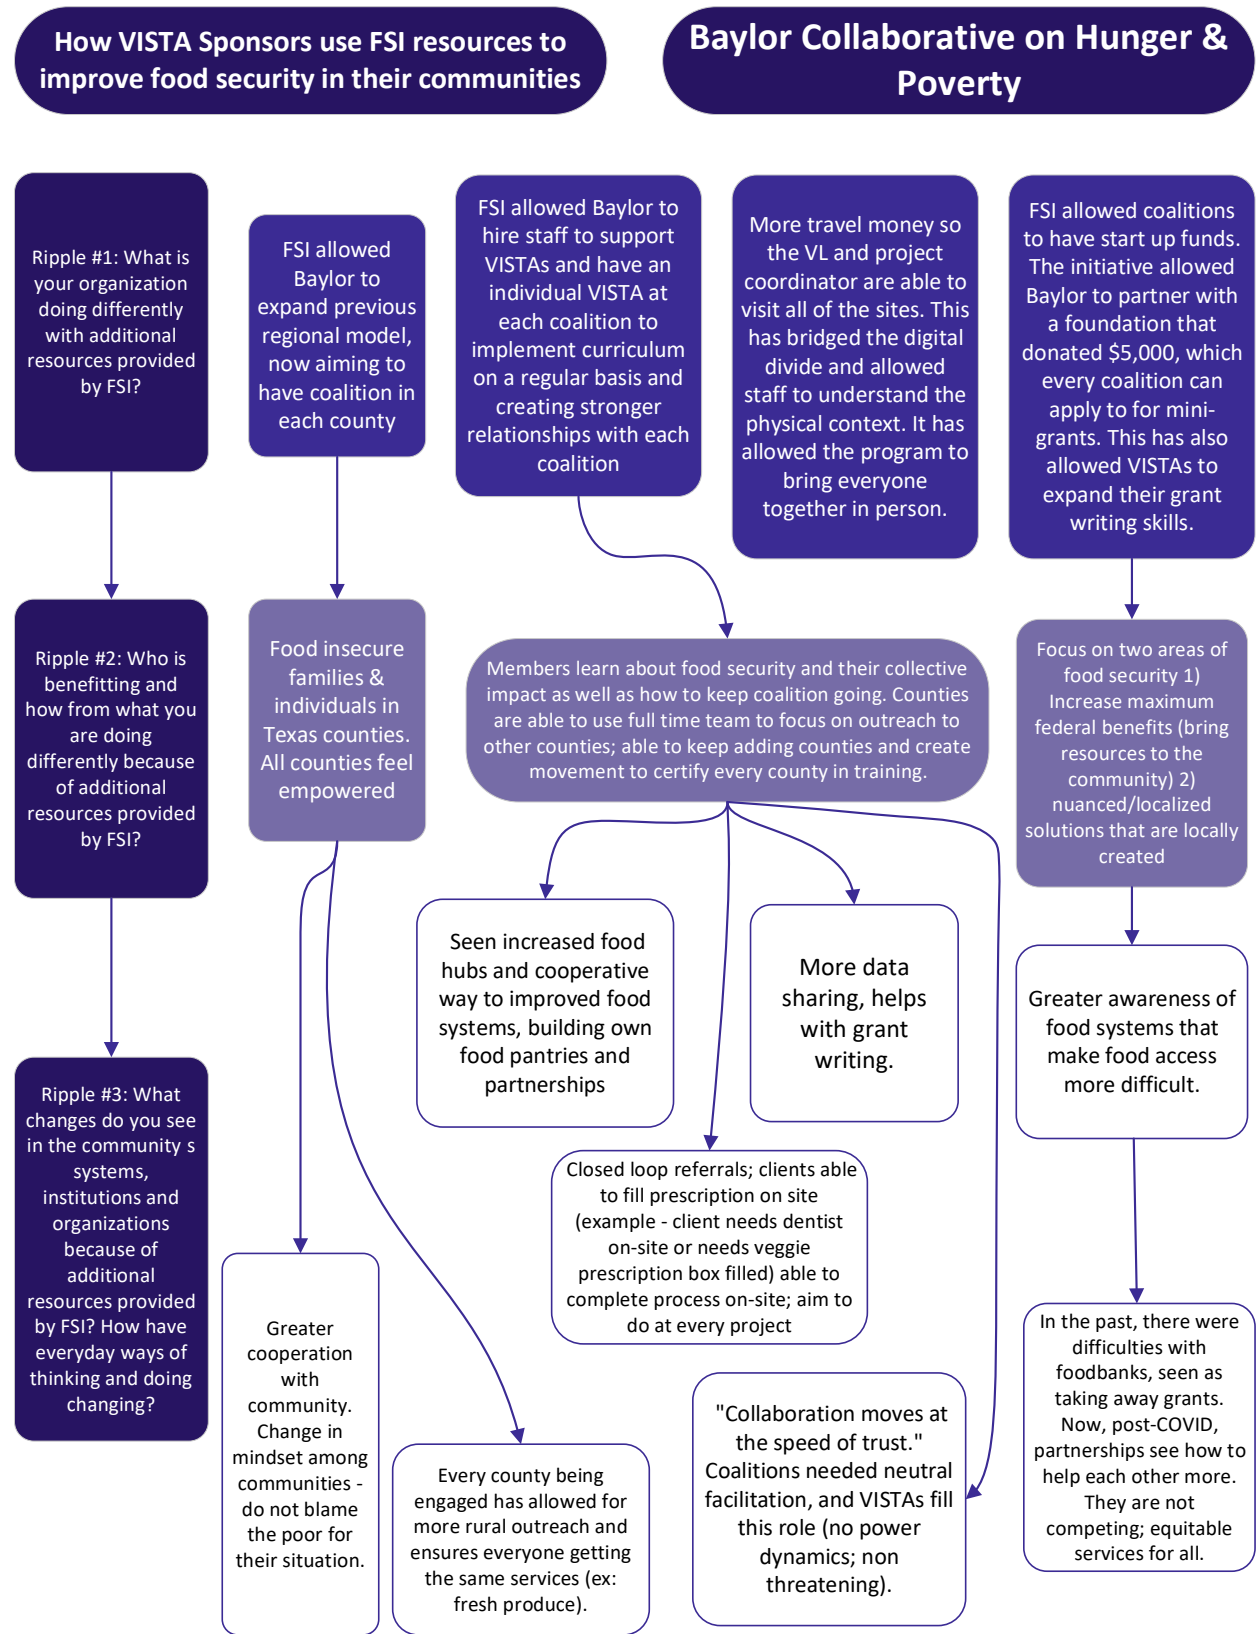 How VISTA Sponsors use FSI resources to
improve food security in their communities
Baylor Collaborative on Hunger &
Poverty
Ripple #1: What is
your organization
doing differently
with additional
resources provided
by FSI?
FSI allowed
Baylor to
expand previous
regional model,
now aiming to
have coalition in
each county
FSI allowed Baylor to
hire staff to support
VISTAs and have an
individual VISTA at
each coalition to
implement curriculum
on a regular basis and
creating stronger
relationships with each
coalition
More travel money so
the VL and project
coordinator are able to
visit all of the sites. This
has bridged the digital
divide and allowed
staff to understand the
physical context. It has
allowed the program to
bring everyone
together in person.
FSI allowed coalitions
to have start up funds.
The initiative allowed
Baylor to partner with
a foundation that
donated $5,000, which
every coalition can
apply to for mini-
grants. This has also
allowed VISTAs to
expand their grant
writing skills.
Ripple #2: Who is
benefitting and
how from what you
are doing
differently because
of additional
resources provided
by FSI?
Food insecure
families &
individuals in
Texas counties.
All counties feel
empowered
Members learn about food security and their collective
impact as well as how to keep coalition going. Counties
are able to use full time team to focus on outreach to
other counties; able to keep adding counties and create
movement to certify every county in training.
Focus on two areas of
food security 1)
Increase maximum
federal benefits (bring
resources to the
community) 2)
nuanced/localized
solutions that are locally
created
Seen increased food
hubs and cooperative
way to improved food
systems, building own
food pantries and
partnerships
More data
sharing, helps
with grant
writing.
Greater awareness of
food systems that
make food access
more difficult.
Ripple #3: What
changes do you see
in the community s
systems,
institutions and
organizations
because of
additional
resources provided
by FSI? How have
everyday ways of
thinking and doing
changing?
Closed loop referrals; clients able
to fill prescription on site
(example - client needs dentist
on-site or needs veggie
prescription box filled) able to
complete process on-site; aim to
do at every project
Greater
cooperation
with
community.
Change in
mindset among
communities -
do not blame
the poor for
their situation.
Every county being
engaged has allowed for
more rural outreach and
ensures everyone getting
the same services (ex:
fresh produce).
"Collaboration moves at
the speed of trust."
Coalitions needed neutral
facilitation, and VISTAs fill
this role (no power
dynamics; non
threatening).
In the past, there were
difficulties with
foodbanks, seen as
taking away grants.
Now, post-COVID,
partnerships see how to
help each other more.
They are not
competing; equitable
services for all.